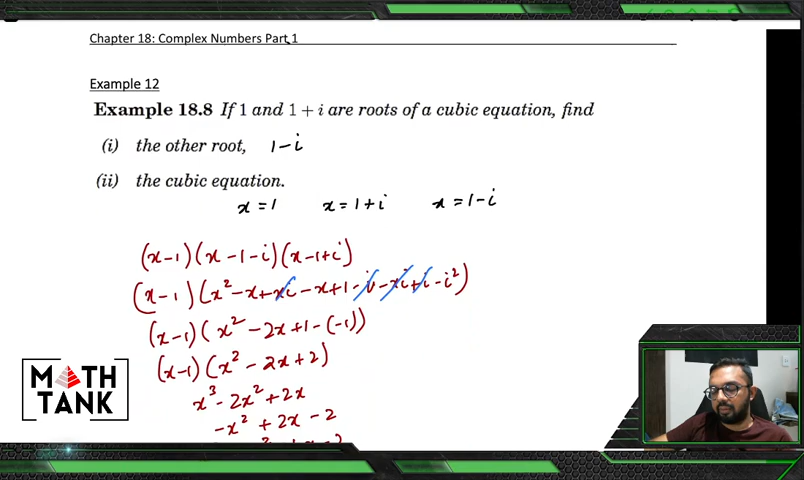 Chapter 18: Complex Numbers Part 1
Example 12
Example 18.8 If 1 and 1 + i are roots of a cubic equation, find
(i) the other root, 1-i
(ii) the cubic equation.
x=1 x=1+i x=1-i
(x-1)(x-1-i)(x-1+i)
(x-1)(x²-x+xi-x+1-i-xi+i-i²)
(x-1)(x²-2x+1-(-1))
(x-1)(x²-2x+2)
x³-2x²+2x
-x²+2x-2
MATH
TANK